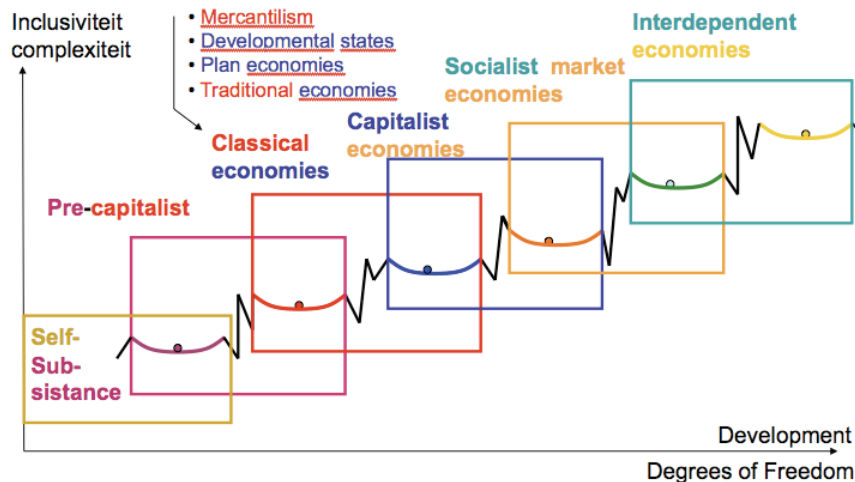 Inclusiviteit
complexiteit
• Mercantilism
• Developmental states
• Plan economies
• Traditional economies
Interdependent
economies
Socialist market
economies
Capitalist
economies
Classical
economies
Pre-capitalist
Self-
Sub-
sistance
Development
Degrees of Freedom